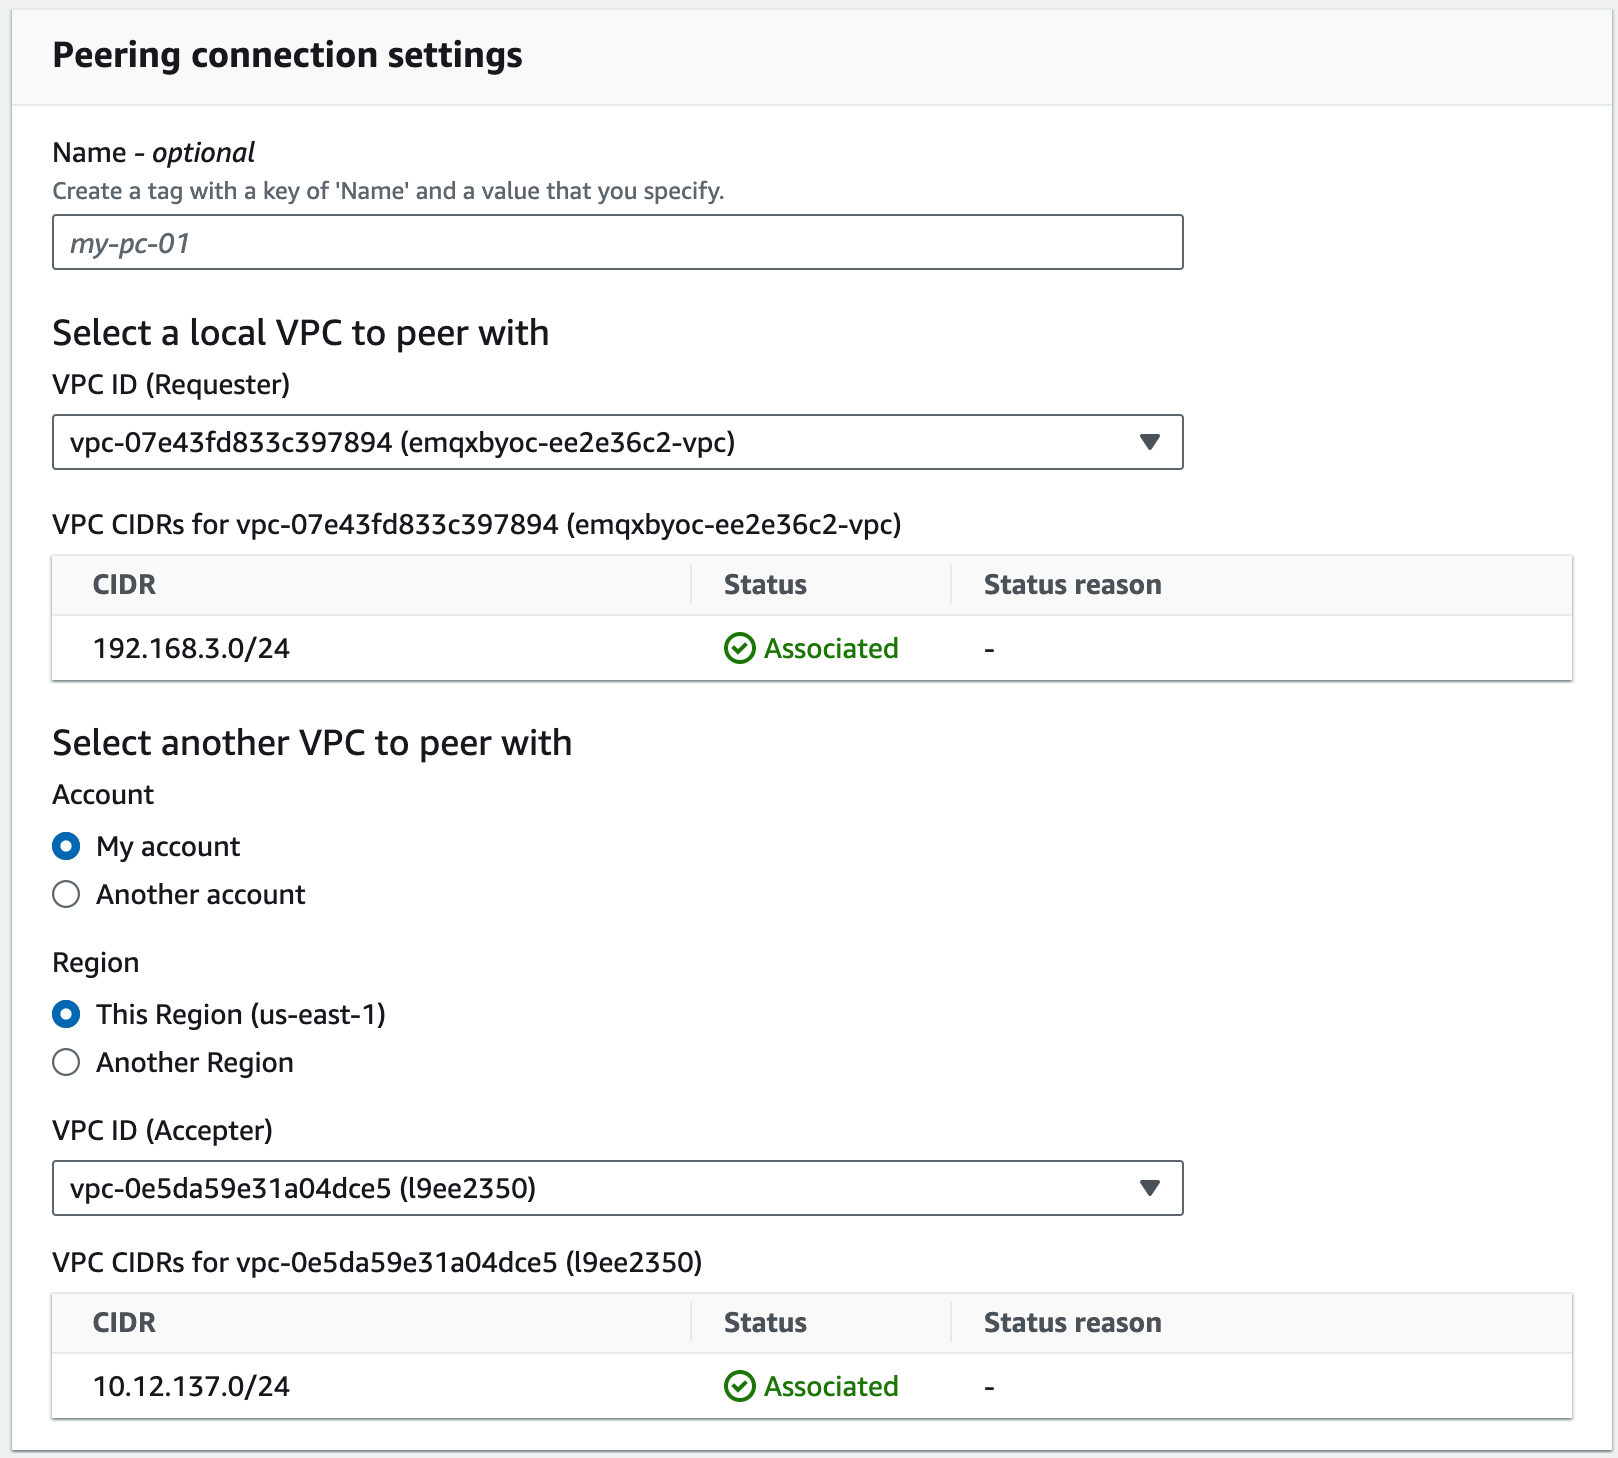 Peering connection settings
Name - optional
Create a tag with a key of 'Name' and a value that you specify.
my-pc-01
Select a local VPC to peer with
VPC ID (Requester)
vpc-07e43fd833c397894 (emqxbyoc-ee2e36c2-vpc)
VPC CIDRs for vpc-07e43fd833c397894 (emqxbyoc-ee2e36c2-vpc)
CIDR Status Status reason
192.168.3.0/24 Associated -
Select another VPC to peer with
Account
My account
Another account
Region
This Region (us-east-1)
Another Region
VPC ID (Accepter)
vpc-0e5da59e31a04dce5 (l9ee2350)
VPC CIDRs for vpc-0e5da59e31a04dce5 (l9ee2350)
CIDR Status Status reason
10.12.137.0/24 Associated -